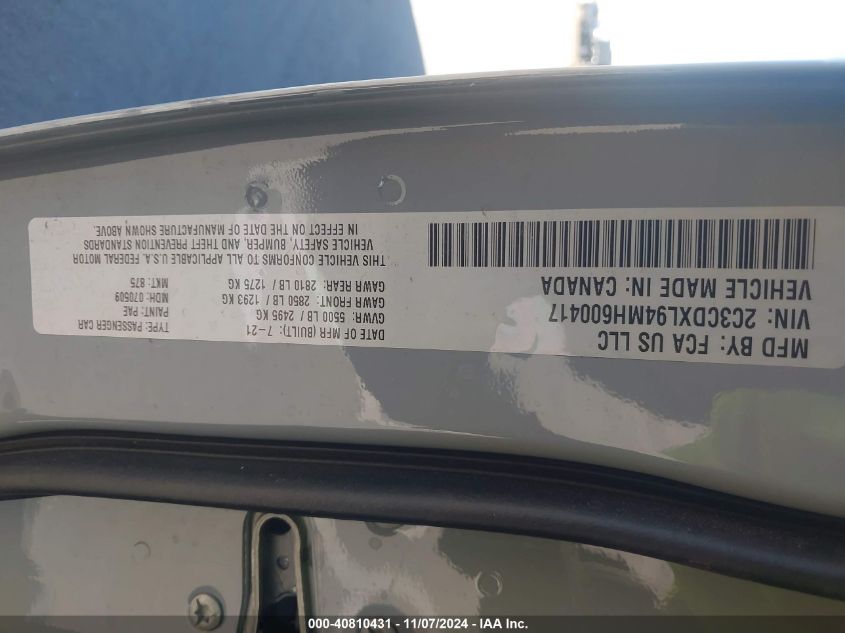 MFD BY: FCA US LLC
VIN: 2C3CDXL94MH600417
VEHICLE MADE IN: CANADA
DATE OF MFR (BUILT): 7-21
GVWR: 5500 LB / 2495 KG
GAWR FRONT: 2850 LB / 1293 KG
GAWR REAR: 2810 LB / 1275 KG
THIS VEHICLE CONFORMS TO ALL APPLICABLE U.S.A. FEDERAL MOTOR
VEHICLE SAFETY, BUMPER, AND THEFT PREVENTION STANDARDS
IN EFFECT ON THE DATE OF MANUFACTURE SHOWN ABOVE.
TYPE: PASSENGER CAR
PAINT: PAE
MDH: 070509
MKT: 875
000-40810431 - 11/07/2024 - IAA Inc.